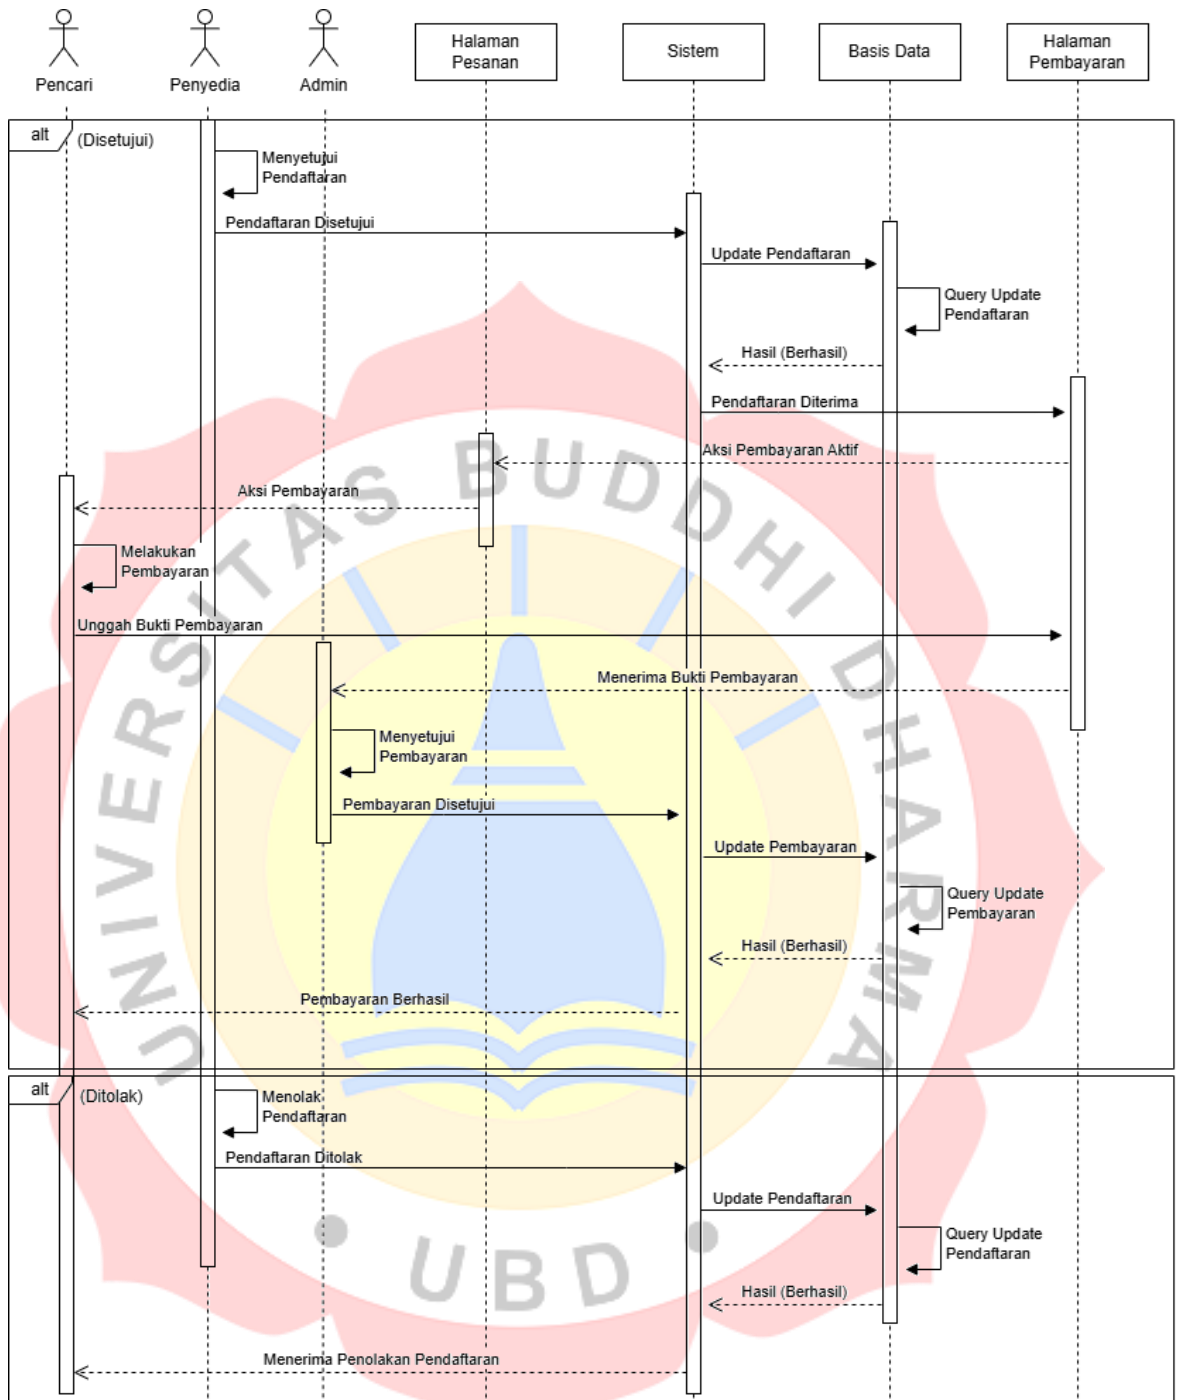 Pencari
Penyedia
Admin
Halaman
Pesanan
Sistem
Basis Data
Halaman
Pembayaran
alt
(Disetujui)
Menyetujui
Pendaftaran
Pendaftaran Disetujui
Update Pendaftaran
Query Update
Pendaftaran
Hasil (Berhasil)
Pendaftaran Diterima
Aksi Pembayaran Aktif
Aksi Pembayaran
Melakukan
Pembayaran
Unggah Bukti Pembayaran
Menerima Bukti Pembayaran
Menyetujui
Pembayaran
Pembayaran Disetujui
Update Pembayaran
Query Update
Pembayaran
Hasil (Berhasil)
Pembayaran Berhasil
alt
(Ditolak)
Menolak
Pendaftaran
Pendaftaran Ditolak
Update Pendaftaran
Query Update
Pendaftaran
Hasil (Berhasil)
Menerima Penolakan Pendaftaran
UNIVERSITAS BUDDHI DHARMA
UBD